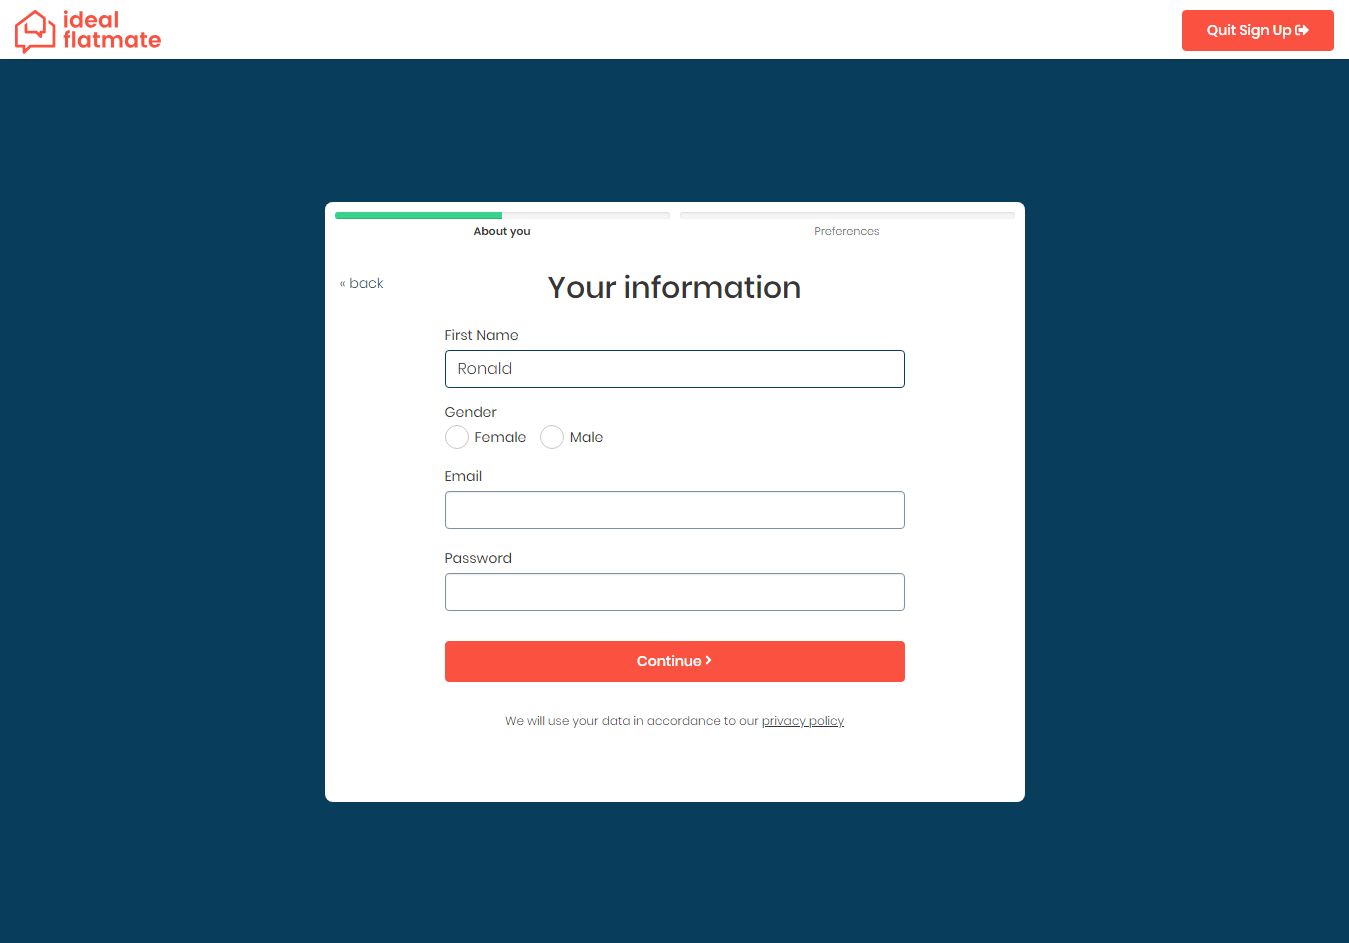 ideal
flatmate
Quit Sign Up
About you
Preferences
« back
Your information
First Name
Ronald
Gender
Female
Male
Email
Password
Continue
We will use your data in accordance to our privacy policy